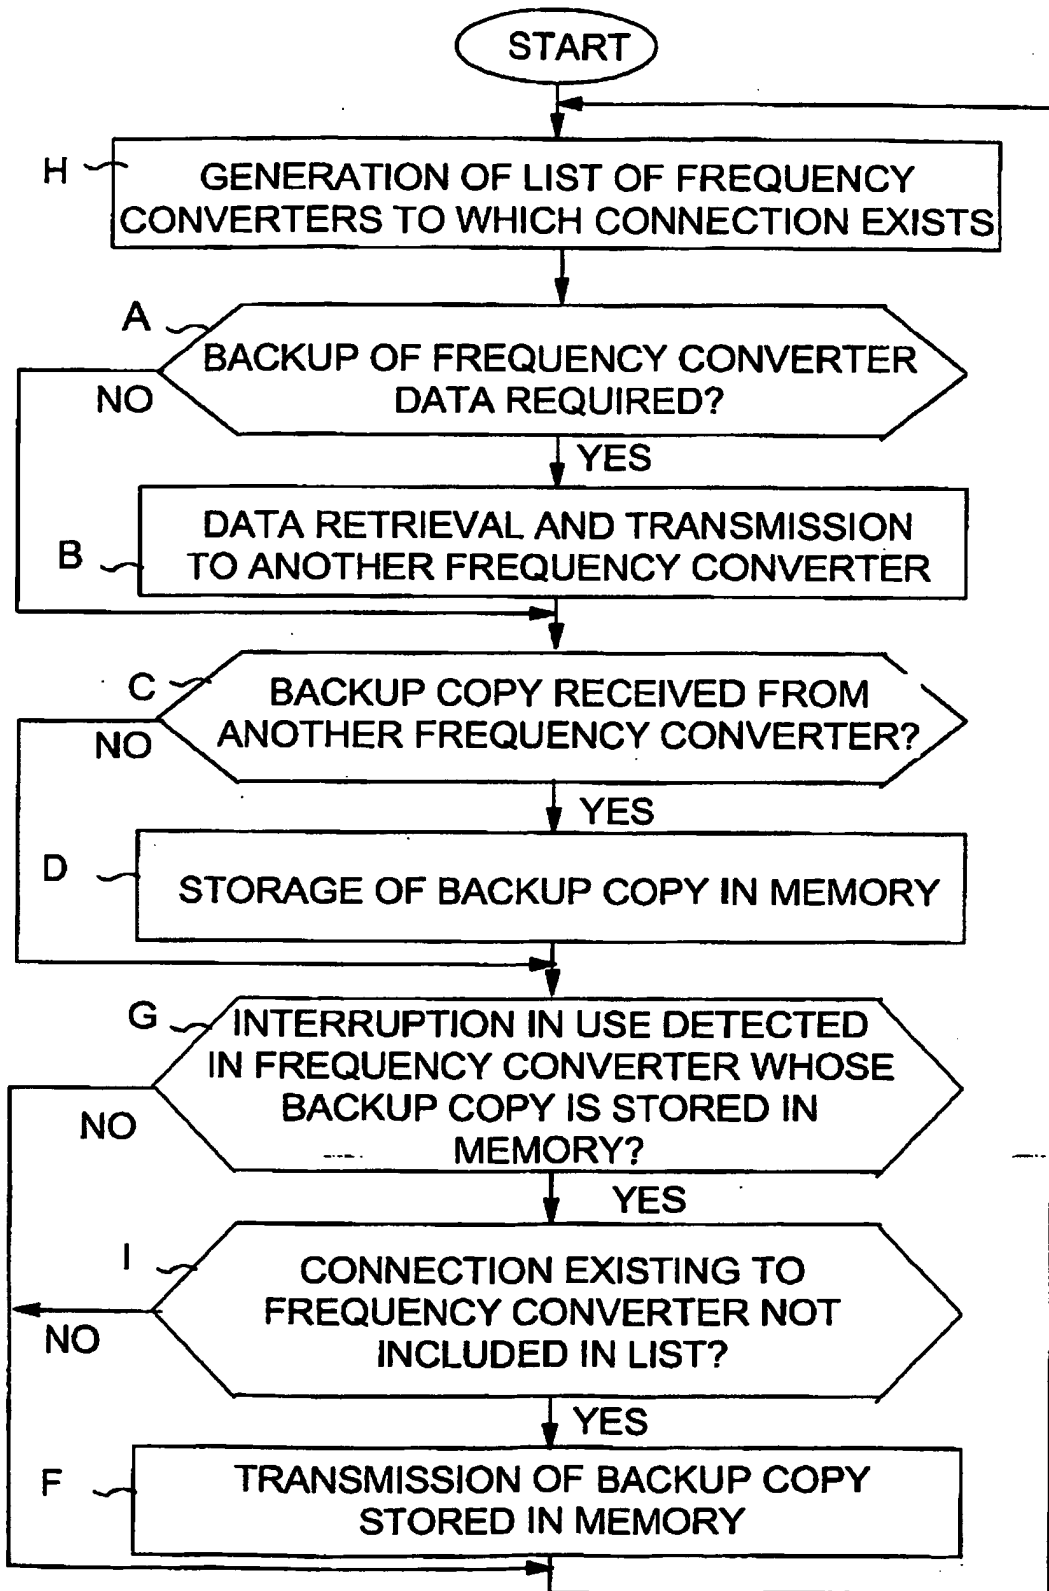 START
H
GENERATION OF LIST OF FREQUENCY
CONVERTERS TO WHICH CONNECTION EXISTS
A
BACKUP OF FREQUENCY CONVERTER
DATA REQUIRED?
NO
YES
B
DATA RETRIEVAL AND TRANSMISSION
TO ANOTHER FREQUENCY CONVERTER
C
BACKUP COPY RECEIVED FROM
ANOTHER FREQUENCY CONVERTER?
NO
YES
D
STORAGE OF BACKUP COPY IN MEMORY
G
INTERRUPTION IN USE DETECTED
IN FREQUENCY CONVERTER WHOSE
BACKUP COPY IS STORED IN
MEMORY?
NO
YES
I
CONNECTION EXISTING TO
FREQUENCY CONVERTER NOT
INCLUDED IN LIST?
NO
YES
F
TRANSMISSION OF BACKUP COPY
STORED IN MEMORY